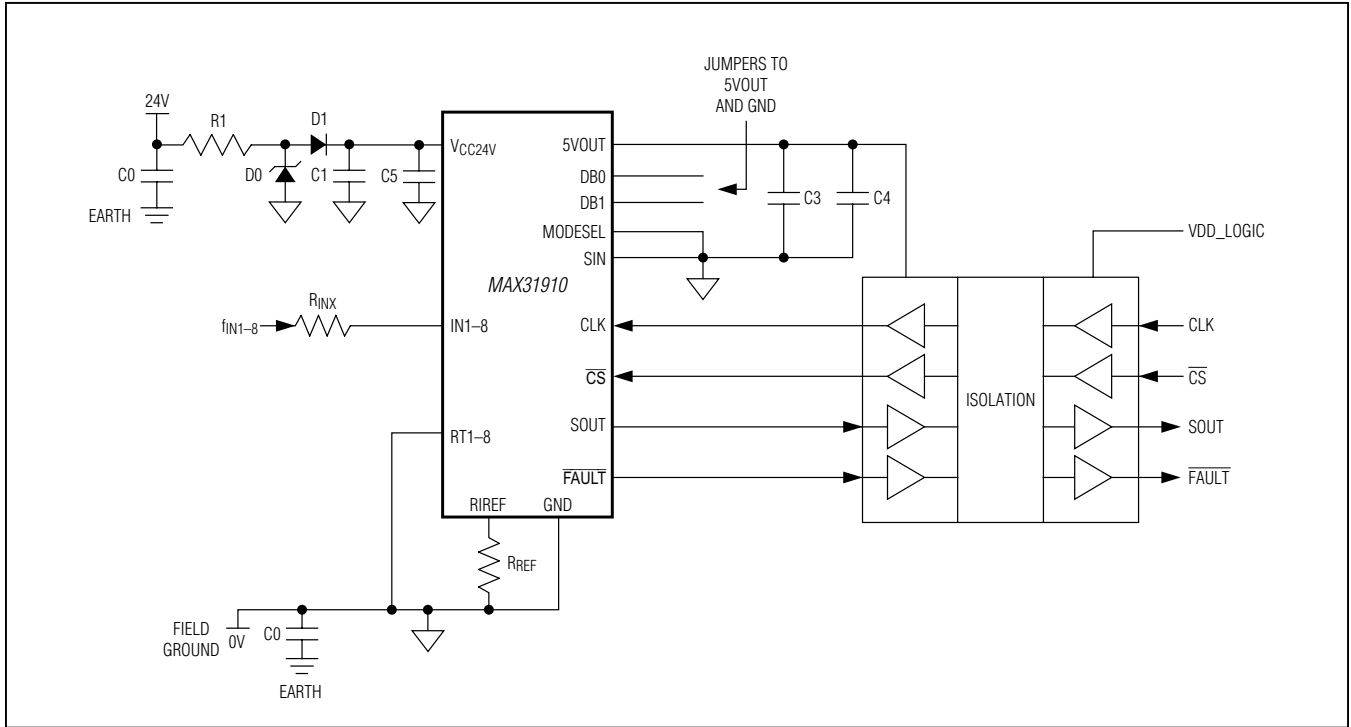 JUMPERS TO
5VOUT
AND GND
24V
R1
D1
C0
D0
C1
C5
EARTH
VCC24V
5VOUT
DB0
DB1
MODESEL
SIN
C3
C4
VDD_LOGIC
MAX31910
RINX
fIN1–8
IN1–8
CLK
CLK
CS
CS
ISOLATION
SOUT
SOUT
RT1–8
FAULT
FAULT
RIREF
GND
RREF
FIELD
GROUND
0V
C0
EARTH